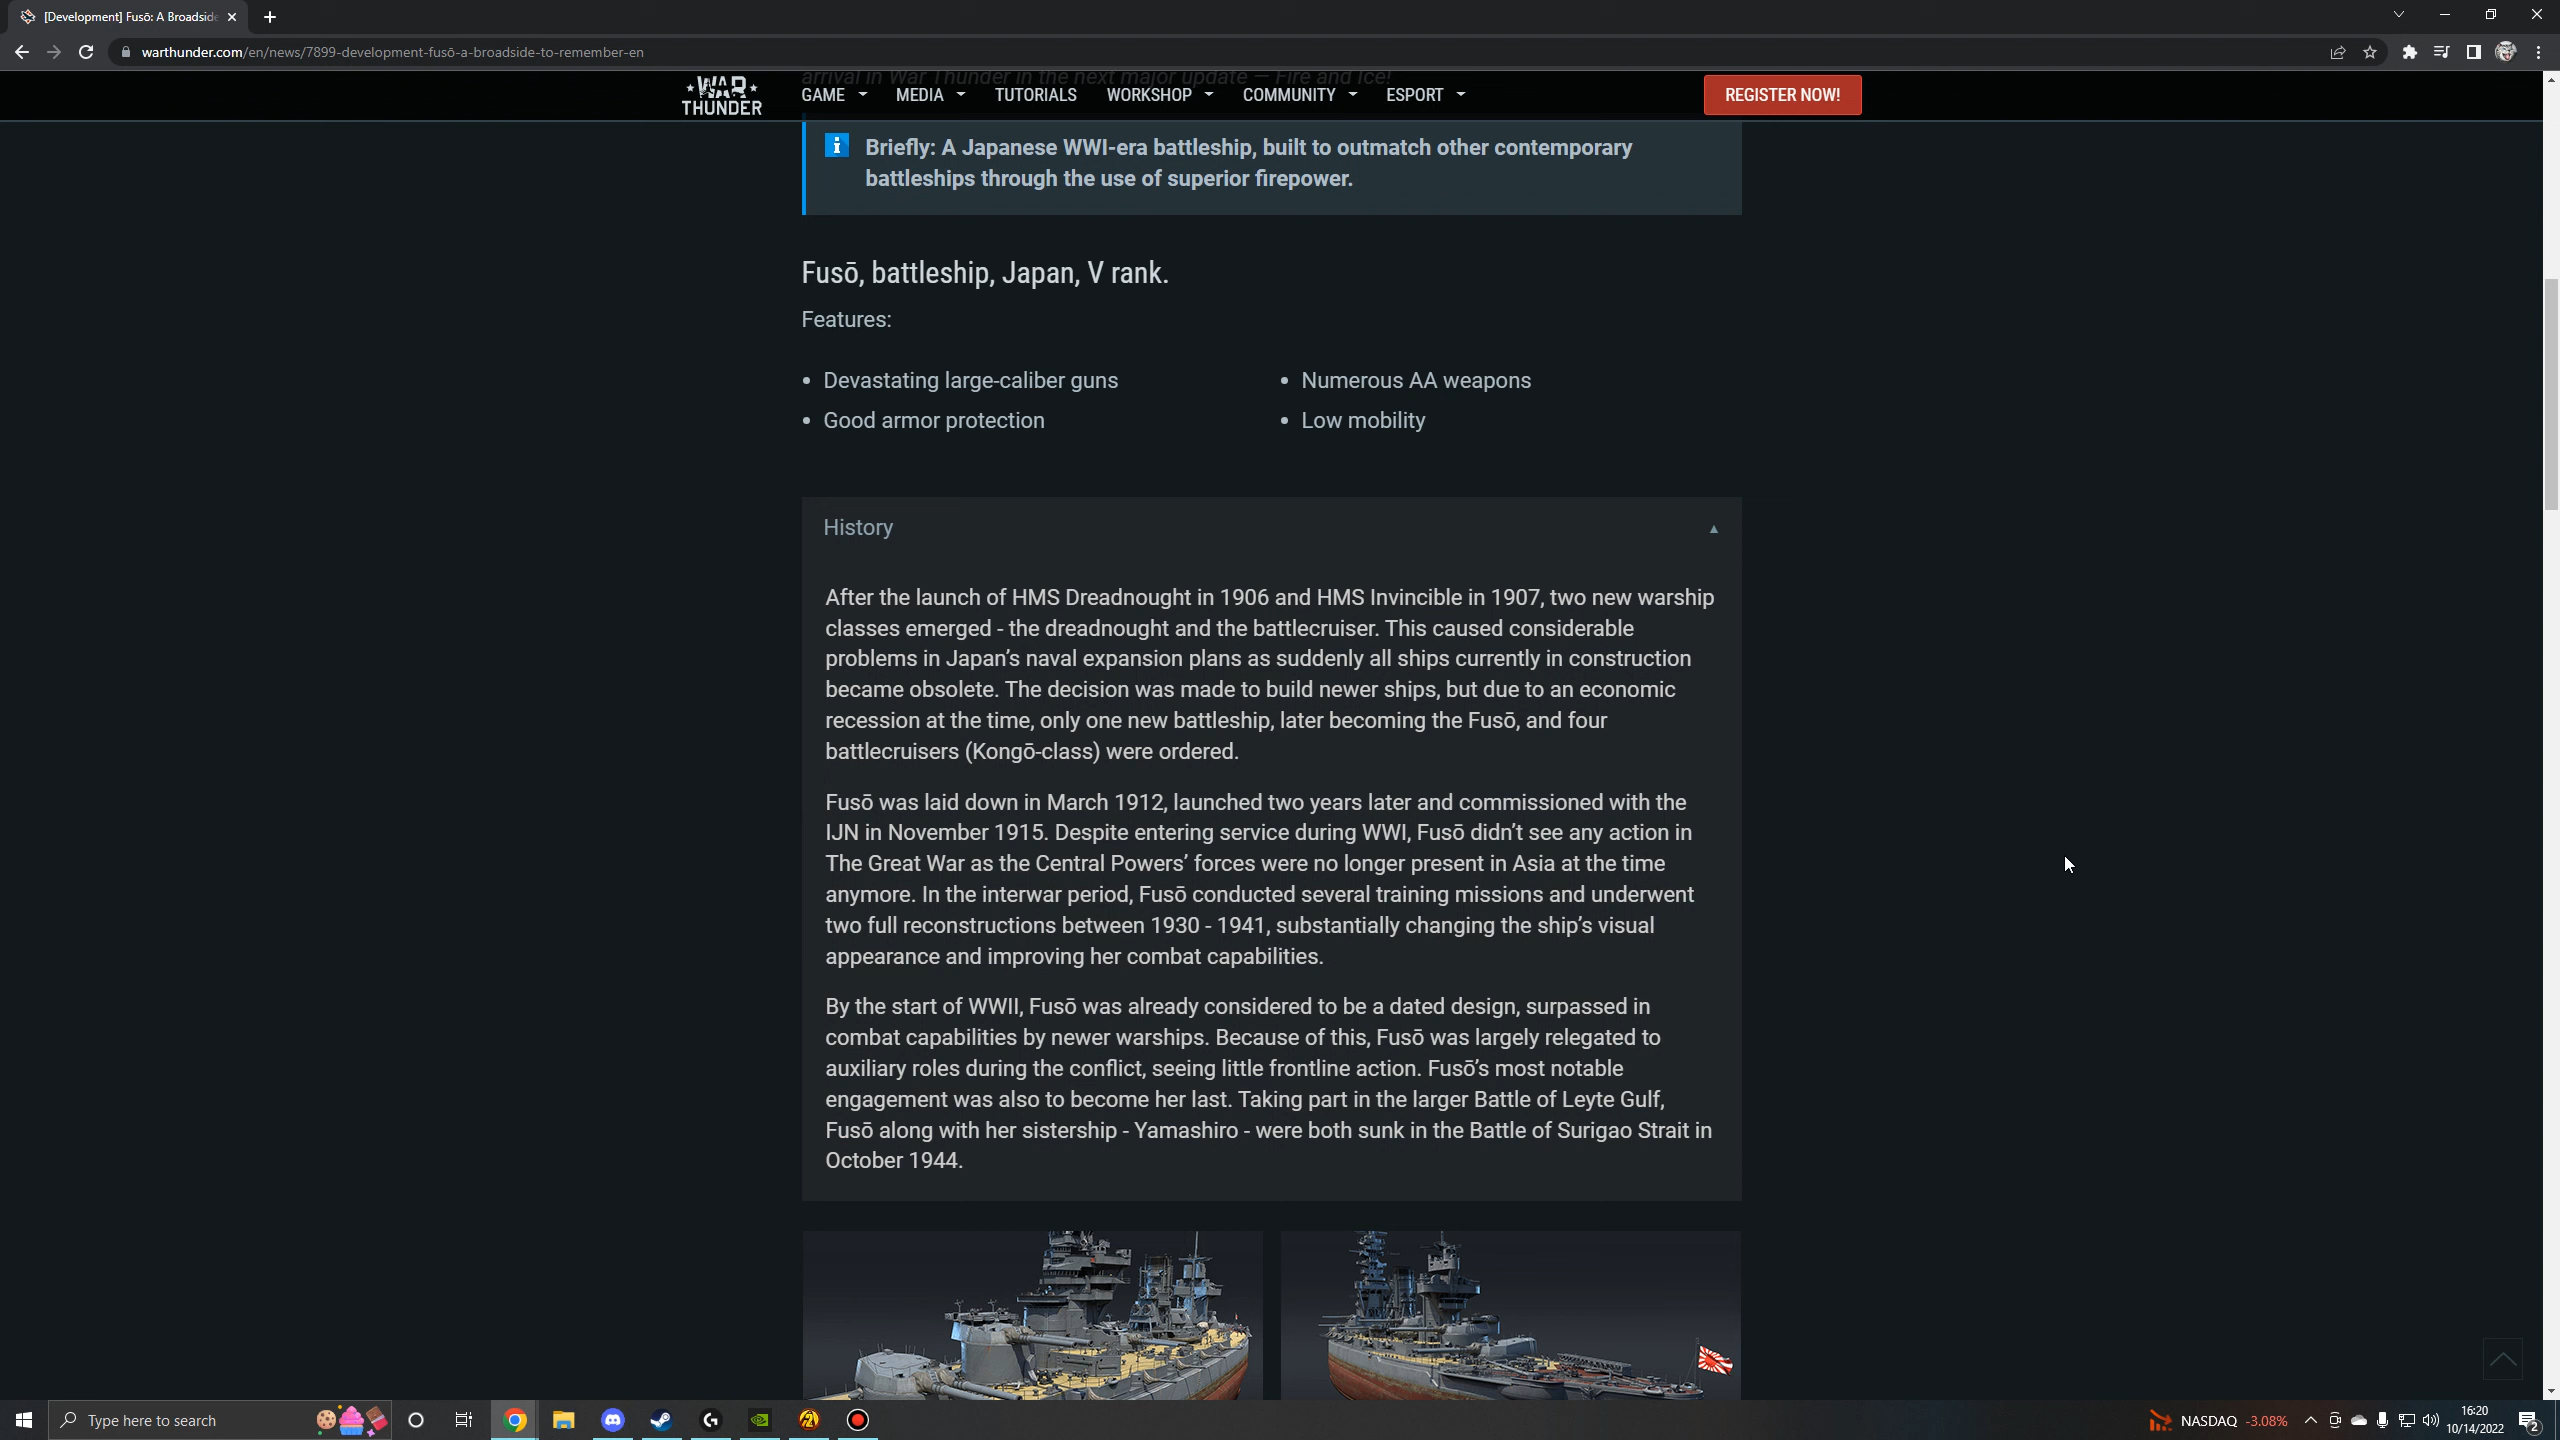 [Development] Fusō: A Broadside
warthunder.com/en/news/7899-development-fusō-a-broadside-to-remember-en
arrival in War Thunder in the next major update — Fire and Ice!
WAR THUNDER
GAME MEDIA TUTORIALS WORKSHOP COMMUNITY ESPORT
REGISTER NOW!
Briefly: A Japanese WWI-era battleship, built to outmatch other contemporary
battleships through the use of superior firepower.
Fusō, battleship, Japan, V rank.
Features:
• Devastating large-caliber guns
• Good armor protection
• Numerous AA weapons
• Low mobility
History
After the launch of HMS Dreadnought in 1906 and HMS Invincible in 1907, two new warship
classes emerged - the dreadnought and the battlecruiser. This caused considerable
problems in Japan’s naval expansion plans as suddenly all ships currently in construction
became obsolete. The decision was made to build newer ships, but due to an economic
recession at the time, only one new battleship, later becoming the Fusō, and four
battlecruisers (Kongō-class) were ordered.
Fusō was laid down in March 1912, launched two years later and commissioned with the
IJN in November 1915. Despite entering service during WWI, Fusō didn’t see any action in
The Great War as the Central Powers’ forces were no longer present in Asia at the time
anymore. In the interwar period, Fusō conducted several training missions and underwent
two full reconstructions between 1930 - 1941, substantially changing the ship’s visual
appearance and improving her combat capabilities.
By the start of WWII, Fusō was already considered to be a dated design, surpassed in
combat capabilities by newer warships. Because of this, Fusō was largely relegated to
auxiliary roles during the conflict, seeing little frontline action. Fusō’s most notable
engagement was also to become her last. Taking part in the larger Battle of Leyte Gulf,
Fusō along with her sistership - Yamashiro - were both sunk in the Battle of Surigao Strait in
October 1944.
Type here to search
NASDAQ -3.08%
16:20
10/14/2022
2